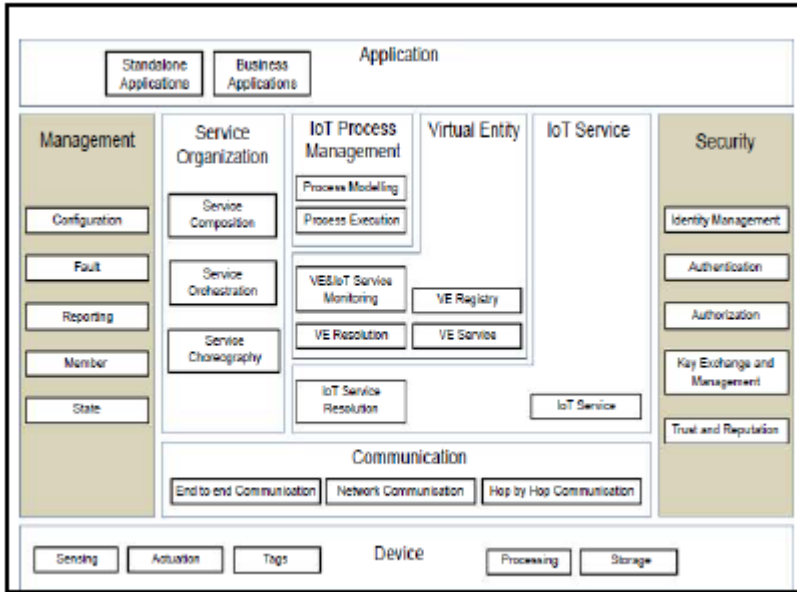 Application
Standalone
Applications
Business
Applications
Management
Configuration
Fault
Reporting
Member
State
Service
Organization
Service
Composition
Service
Orchestration
Service
Choreography
IoT Process
Management
Process Modelling
Process Execution
Virtual Entity
VE&IoT Service
Monitoring
VE Resolution
VE Registry
VE Service
IoT Service
IoT Service
Resolution
IoT Service
Security
Identity Management
Authentication
Authorization
Key Exchange and
Management
Trust and Reputation
Communication
End to end Communication
Network Communication
Hop by Hop Communication
Device
Sensing
Actuation
Tags
Processing
Storage